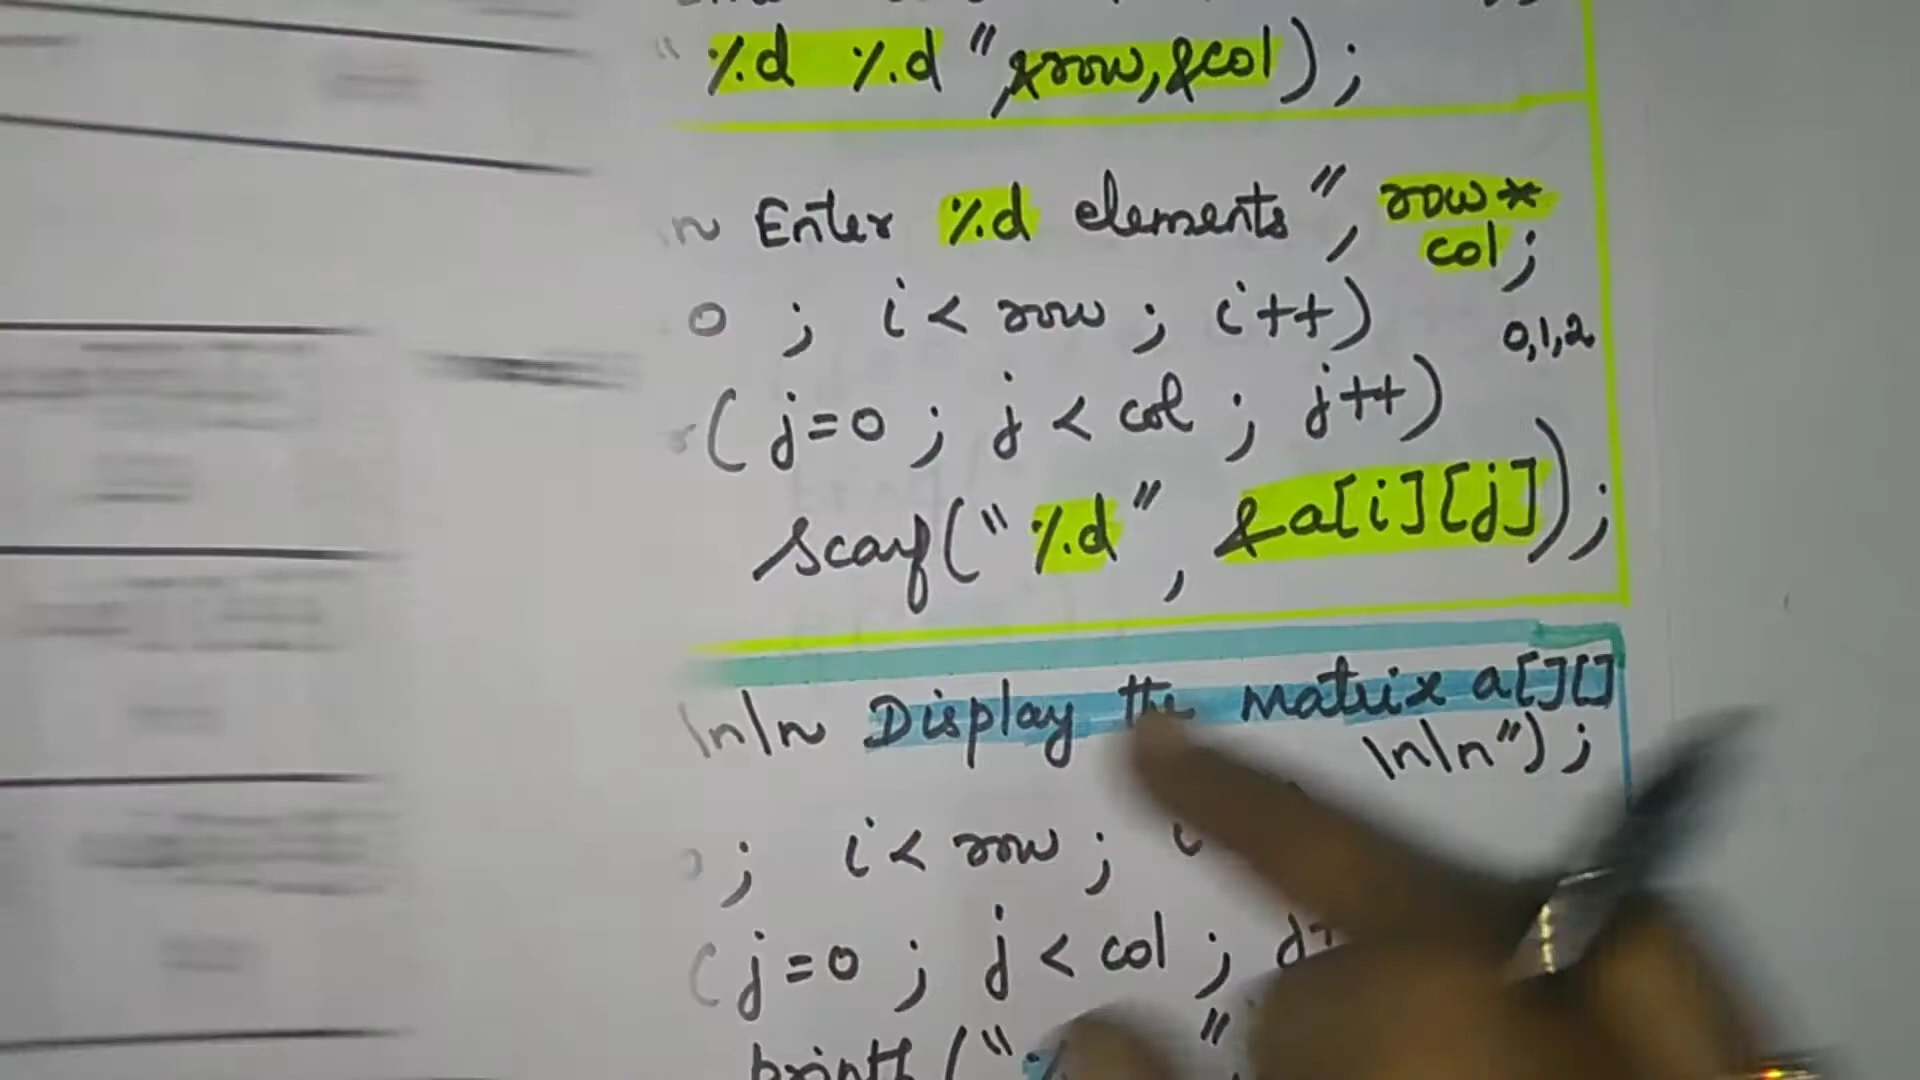 " %d %d ", &row, &col );
n Enter %d elements ", row *
col ;
0 ; i < row ; i++)
0,1,2
( j=0 ; j < col ; j++)
scanf( " %d " , &a[i][j]);
\n\n Display the matrix a[][]
\n\n");
; i < row ; i
( j=0 ; j < col ; j+
printf ( " "